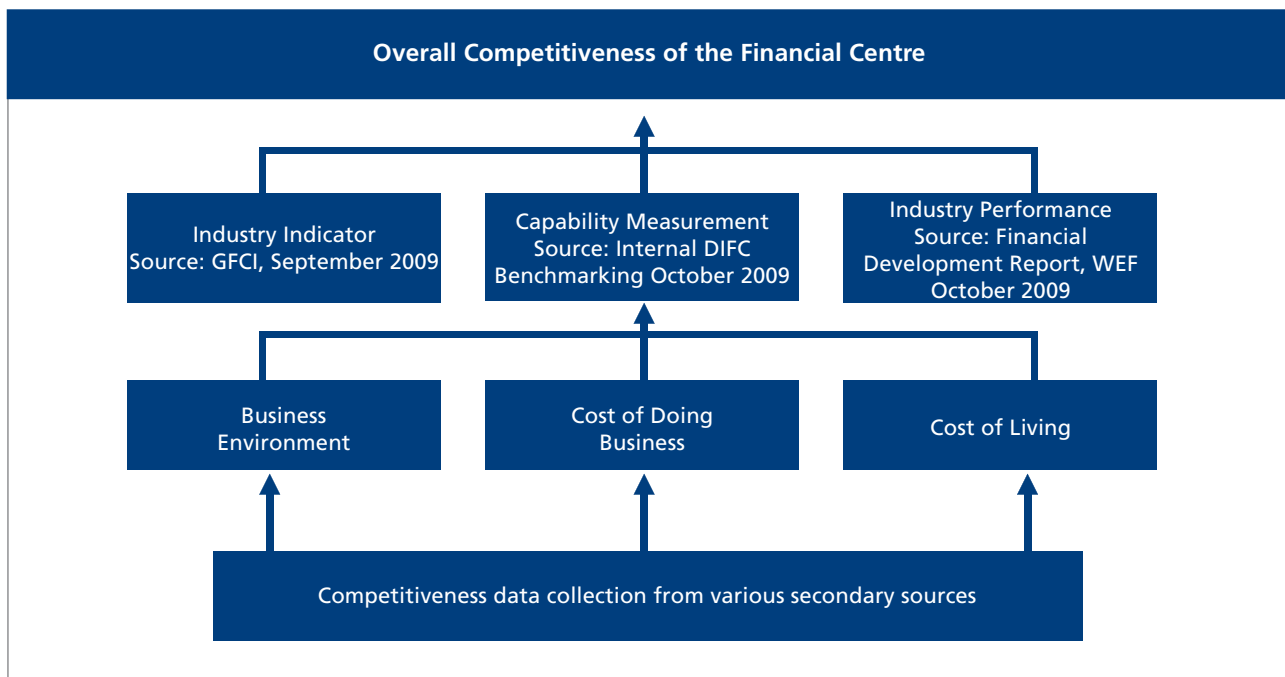 Overall Competitiveness of the Financial Centre
Industry Indicator
Source: GFCI, September 2009
Capability Measurement
Source: Internal DIFC
Benchmarking October 2009
Industry Performance
Source: Financial
Development Report, WEF
October 2009
Business
Environment
Cost of Doing
Business
Cost of Living
Competitiveness data collection from various secondary sources